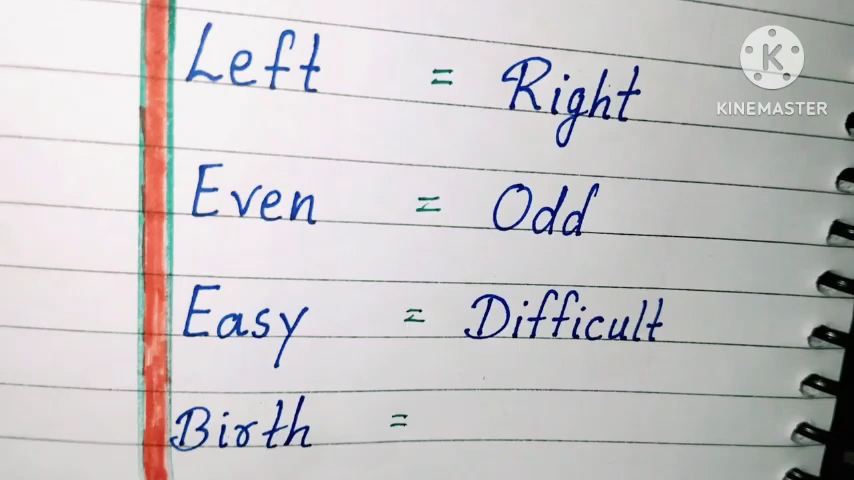 Left = Right
K
KINEMASTER
Even = Odd
Easy = Difficult
Birth =